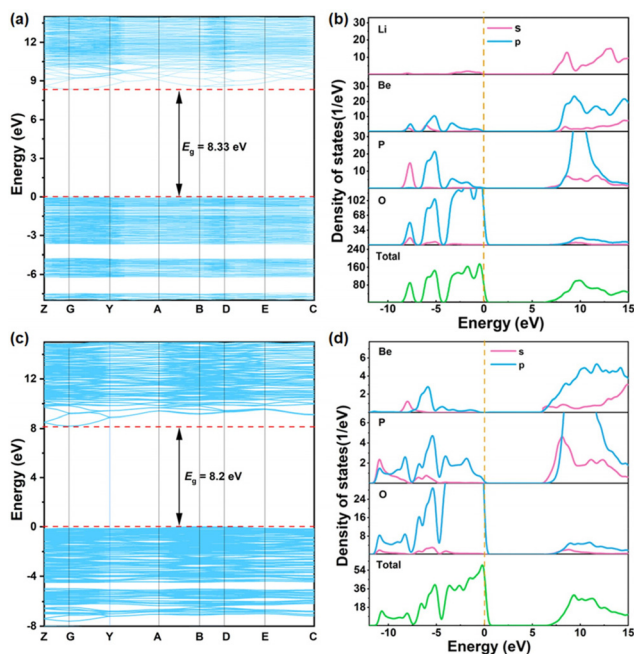 (a)
Energy (eV)
12
9
6
3
0
-3
-6
Eg = 8.33 eV
Z G Y A B D E C
(b)
Density of states(1/eV)
Li
s
p
30
20
10
0
Be
30
20
10
P
30
20
10
O
102
68
34
240
Total
160
80
-10 -5 0 5 10 15
Energy (eV)
(c)
Energy (eV)
12
8
4
0
-4
-8
Eg = 8.2 eV
Z G Y A B D E C
(d)
Density of states(1/eV)
Be
s
p
6
4
2
P
6
4
2
O
24
16
8
Total
54
36
18
-10 -5 0 5 10 15
Energy (eV)